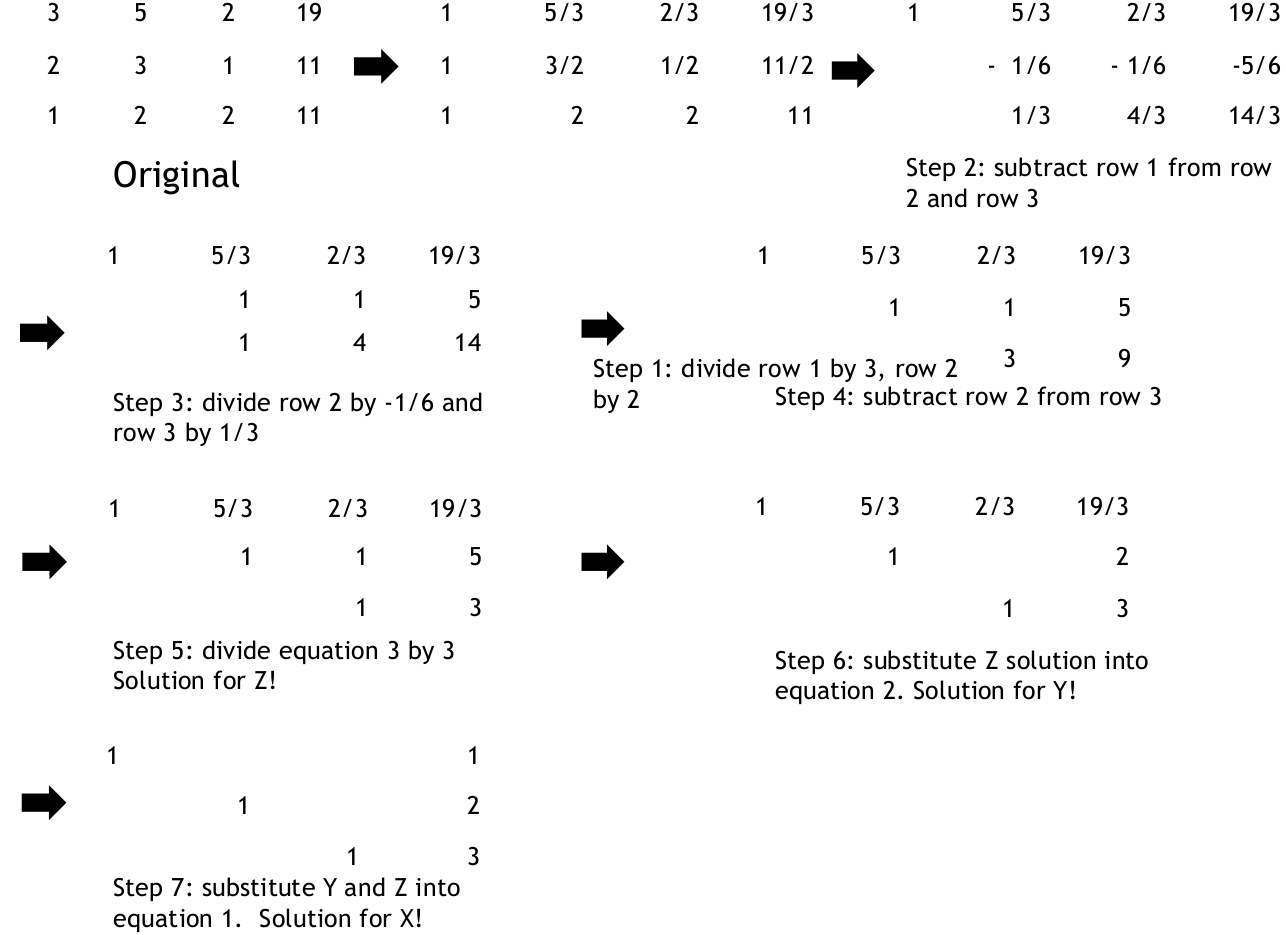 3 5 2 19 1 5/3 2/3 19/3 1 5/3 2/3 19/3
2 3 1 11 1 3/2 1/2 11/2 - 1/6 - 1/6 -5/6
1 2 2 11 1 2 2 11 1/3 4/3 14/3
Original
Step 2: subtract row 1 from row
2 and row 3
1 5/3 2/3 19/3
1 1 5
1 4 14
Step 3: divide row 2 by -1/6 and
row 3 by 1/3
1 5/3 2/3 19/3
1 1 5
3 9
Step 1: divide row 1 by 3, row 2
by 2
Step 4: subtract row 2 from row 3
1 5/3 2/3 19/3
1 1 5
1 3
Step 5: divide equation 3 by 3
Solution for Z!
1 5/3 2/3 19/3
1 2
1 3
Step 6: substitute Z solution into
equation 2. Solution for Y!
1 1
1 2
1 3
Step 7: substitute Y and Z into
equation 1.  Solution for X!